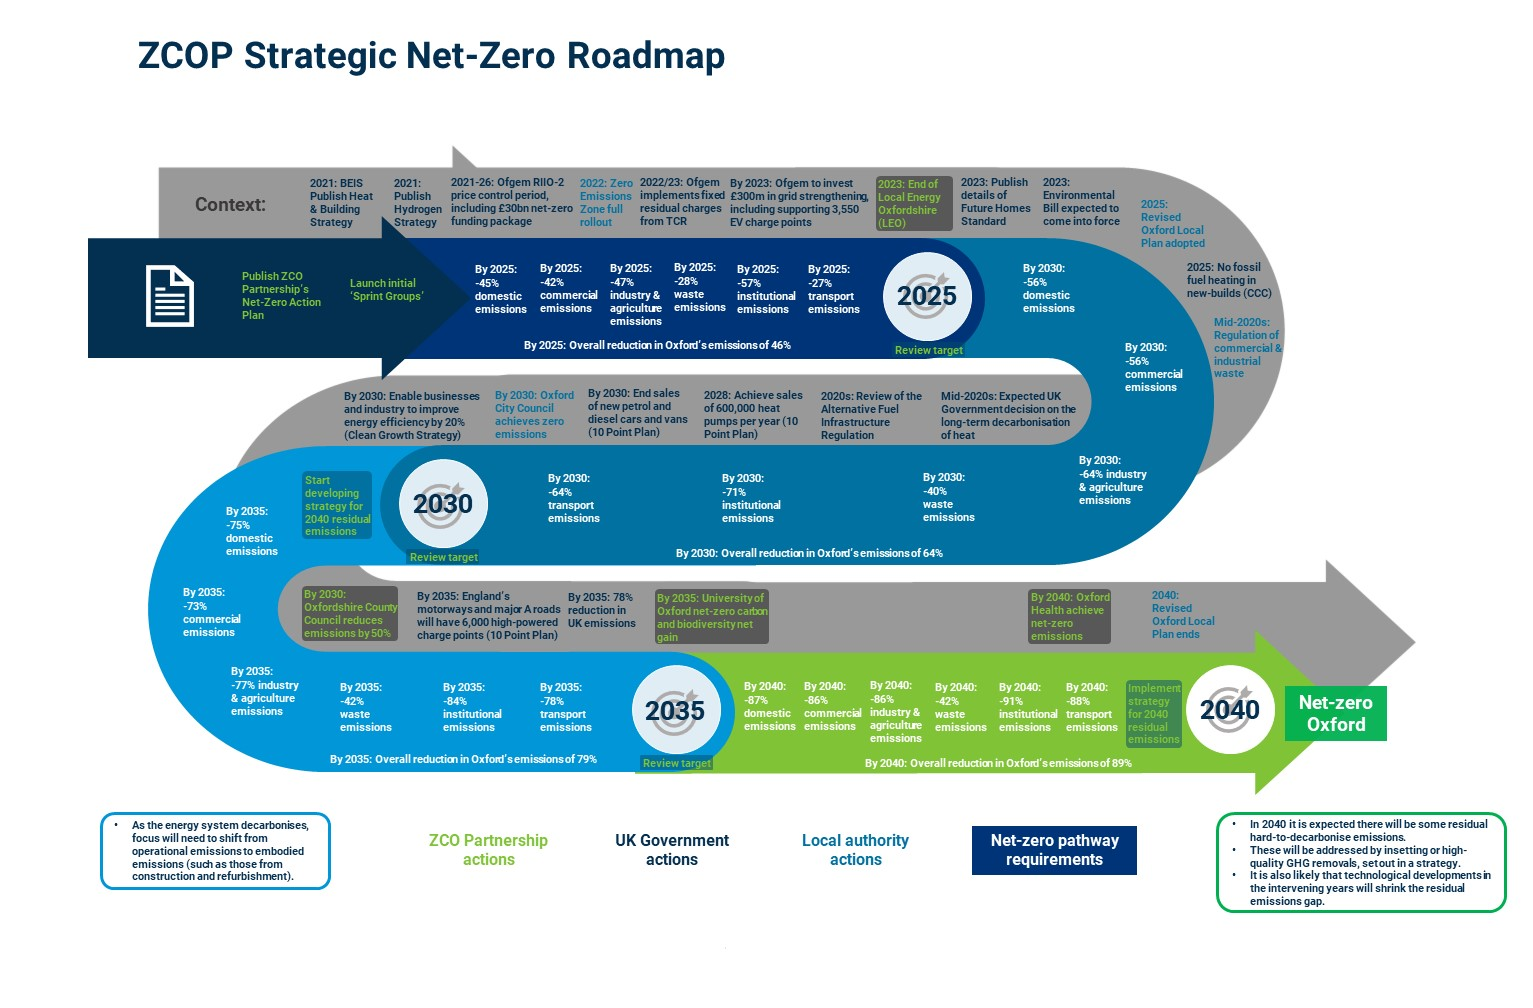 ZCOP Strategic Net-Zero Roadmap
Context:
2021: BEIS
Publish Heat
& Building
Strategy
2021:
Publish
Hydrogen
Strategy
2021-26: Ofgem RIIO-2
price control period,
including £30bn net-zero
funding package
2022: Zero
Emissions
Zone full
rollout
2022/23: Ofgem
implements fixed
residual charges
from TCR
By 2023: Ofgem to invest
£300m in grid strengthening,
including supporting 3,550
EV charge points
2023: End of
Local Energy
Oxfordshire
(LEO)
2023: Publish
details of
Future Homes
Standard
2023:
Environmental
Bill expected to
come into force
2025:
Revised
Oxford Local
Plan adopted
2025: No fossil
fuel heating in
new-builds (CCC)
Mid-2020s:
Regulation of
commercial &
industrial
waste
Publish ZCO
Partnership's
Net-Zero Action
Plan
Launch initial
'Sprint Groups'
By 2025:
-45%
domestic
emissions
By 2025:
-42%
commercial
emissions
By 2025:
-47%
industry &
agriculture
emissions
By 2025:
-28%
waste
emissions
By 2025:
-57%
institutional
emissions
By 2025:
-27%
transport
emissions
By 2025: Overall reduction in Oxford's emissions of 46%
2025
Review target
By 2030:
-56%
domestic
emissions
By 2030:
-56%
commercial
emissions
By 2030:
-64% industry
& agriculture
emissions
By 2030: Enable businesses
and industry to improve
energy efficiency by 20%
(Clean Growth Strategy)
By 2030: Oxford
City Council
achieves zero
emissions
By 2030: End sales
of new petrol and
diesel cars and vans
(10 Point Plan)
2028: Achieve sales
of 600,000 heat
pumps per year (10
Point Plan)
2020s: Review of the
Alternative Fuel
Infrastructure
Regulation
Mid-2020s: Expected UK
Government decision on the
long-term decarbonisation
of heat
Start
developing
strategy for
2040 residual
emissions
2030
Review target
By 2030:
-64%
transport
emissions
By 2030:
-71%
institutional
emissions
By 2030:
-40%
waste
emissions
By 2030: Overall reduction in Oxford's emissions of 64%
By 2035:
-75%
domestic
emissions
By 2035:
-73%
commercial
emissions
By 2035:
-77% industry
& agriculture
emissions
By 2030:
Oxfordshire County
Council reduces
emissions by 50%
By 2035: England's
motorways and major A roads
will have 6,000 high-powered
charge points (10 Point Plan)
By 2035: 78%
reduction in
UK emissions
By 2035: University of
Oxford net-zero carbon
and biodiversity net
gain
By 2040: Oxford
Health achieve
net-zero
emissions
2040:
Revised
Oxford Local
Plan ends
By 2035:
-42%
waste
emissions
By 2035:
-84%
institutional
emissions
By 2035:
-78%
transport
emissions
By 2035: Overall reduction in Oxford's emissions of 79%
2035
Review target
By 2040:
-87%
domestic
emissions
By 2040:
-86%
commercial
emissions
By 2040:
-86%
industry &
agriculture
emissions
By 2040:
-42%
waste
emissions
By 2040:
-91%
institutional
emissions
By 2040:
-88%
transport
emissions
Implement
strategy
for 2040
residual
emissions
By 2040: Overall reduction in Oxford's emissions of 89%
2040
Net-zero
Oxford
• As the energy system decarbonises,
focus will need to shift from
operational emissions to embodied
emissions (such as those from
construction and refurbishment).
ZCO Partnership
actions
UK Government
actions
Local authority
actions
Net-zero pathway
requirements
• In 2040 it is expected there will be some residual
hard-to-decarbonise emissions.
• These will be addressed by insetting or high-
quality GHG removals, set out in a strategy.
• It is also likely that technological developments in
the intervening years will shrink the residual
emissions gap.